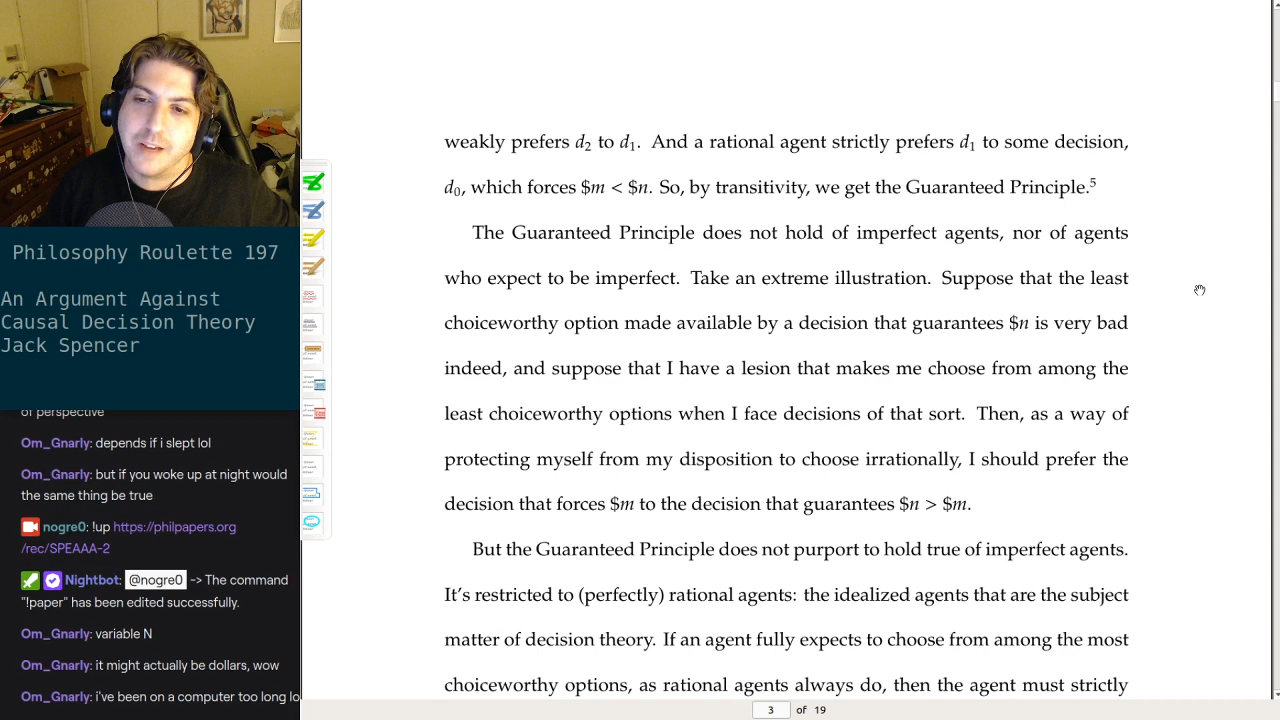 Philosophy Roulette 197
An Argument Against
Causal Decision Theory
Jack Spencer
of perspective
Om_Gnarly: depends if i slept lol
Om_Gnarly: but if you woke up at night would
the same thing be true
nogre0: !up https://philpapers.org
/rec/SPEAAA-2
Nightbot: @nogre0 -> The command
"!paper" has been edited successfully.
Om_Gnarly: variable N
Om_Gnarly: it might actually be dollars, wow
Om_Gnarly: i've been on a computer too long lo
weakly prefers d₂ to d₁. And a rational agent strictly prefers d₁ to some decision,
d₀, which forces $m < $n. So, by transitivity, we get the Guaranteed Principle.⁵
The Guaranteed Principle does not hold of imperfect agents, nor of agents
who expect to be imperfect. Take an extreme illustration. Suppose that the least
choiceworthy option made available by a decision that guarantees $n is very bad
indeed, and suppose that I have a lesion that makes me choose from among the
least choiceworthy options when I face decisions of that sort. Then, as a way of
protecting myself from my disposition to choose irrationally, I should prefer the
decision that forces $m to the decision that guarantees $n > $m.
But the Guaranteed Principle does not purport to hold true of imperfect agents.
It's restricted to (perfectly) rational agents: the idealized agents that are the subject
matter of decision theory. If an agent fully expects to choose from among the most
choiceworthy options, as rational agents always do, then the agent must strictly
3 of 19